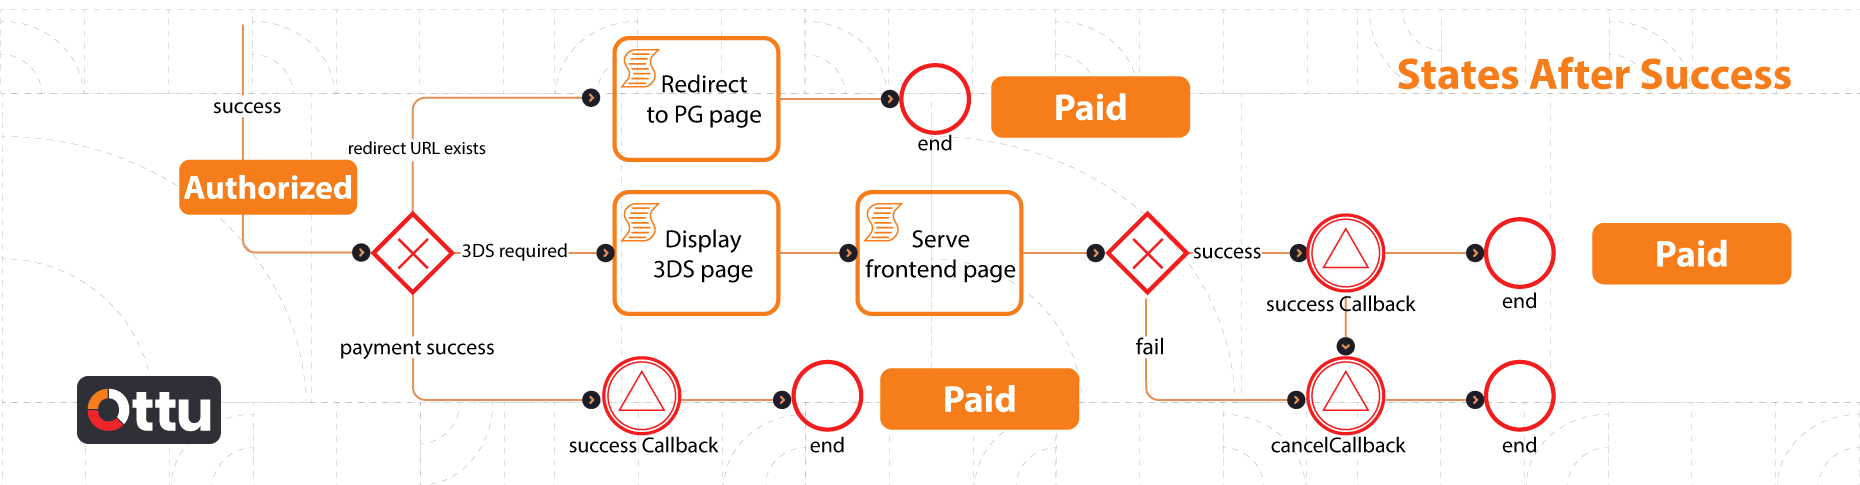 States After Success
success
Authorized
redirect URL exists
Redirect
to PG page
end
Paid
3DS required
Display
3DS page
Serve
frontend page
success
success Callback
end
Paid
payment success
success Callback
end
Paid
fail
cancelCallback
end
Ottu